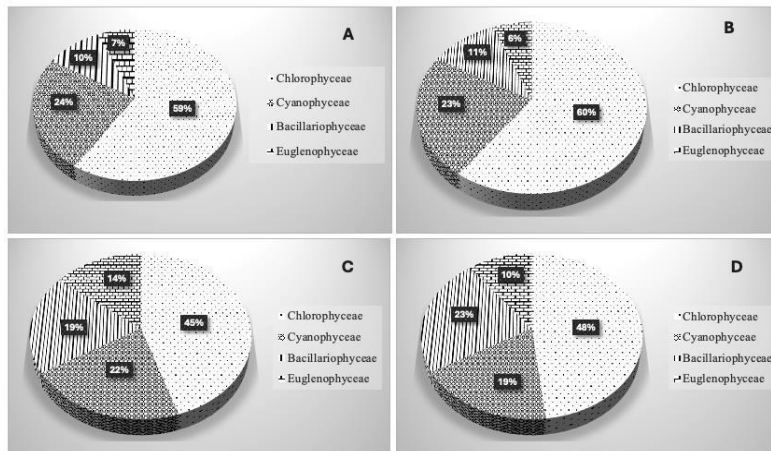 A
7%
10%
24%
59%
Chlorophyceae
Cyanophyceae
Bacillariophyceae
Euglenophyceae
B
6%
11%
23%
60%
Chlorophyceae
Cyanophyceae
Bacillariophyceae
Euglenophyceae
C
14%
19%
45%
22%
Chlorophyceae
Cyanophyceae
Bacillariophyceae
Euglenophyceae
D
10%
23%
48%
19%
Chlorophyceae
Cyanophyceae
Bacillariophyceae
Euglenophyceae